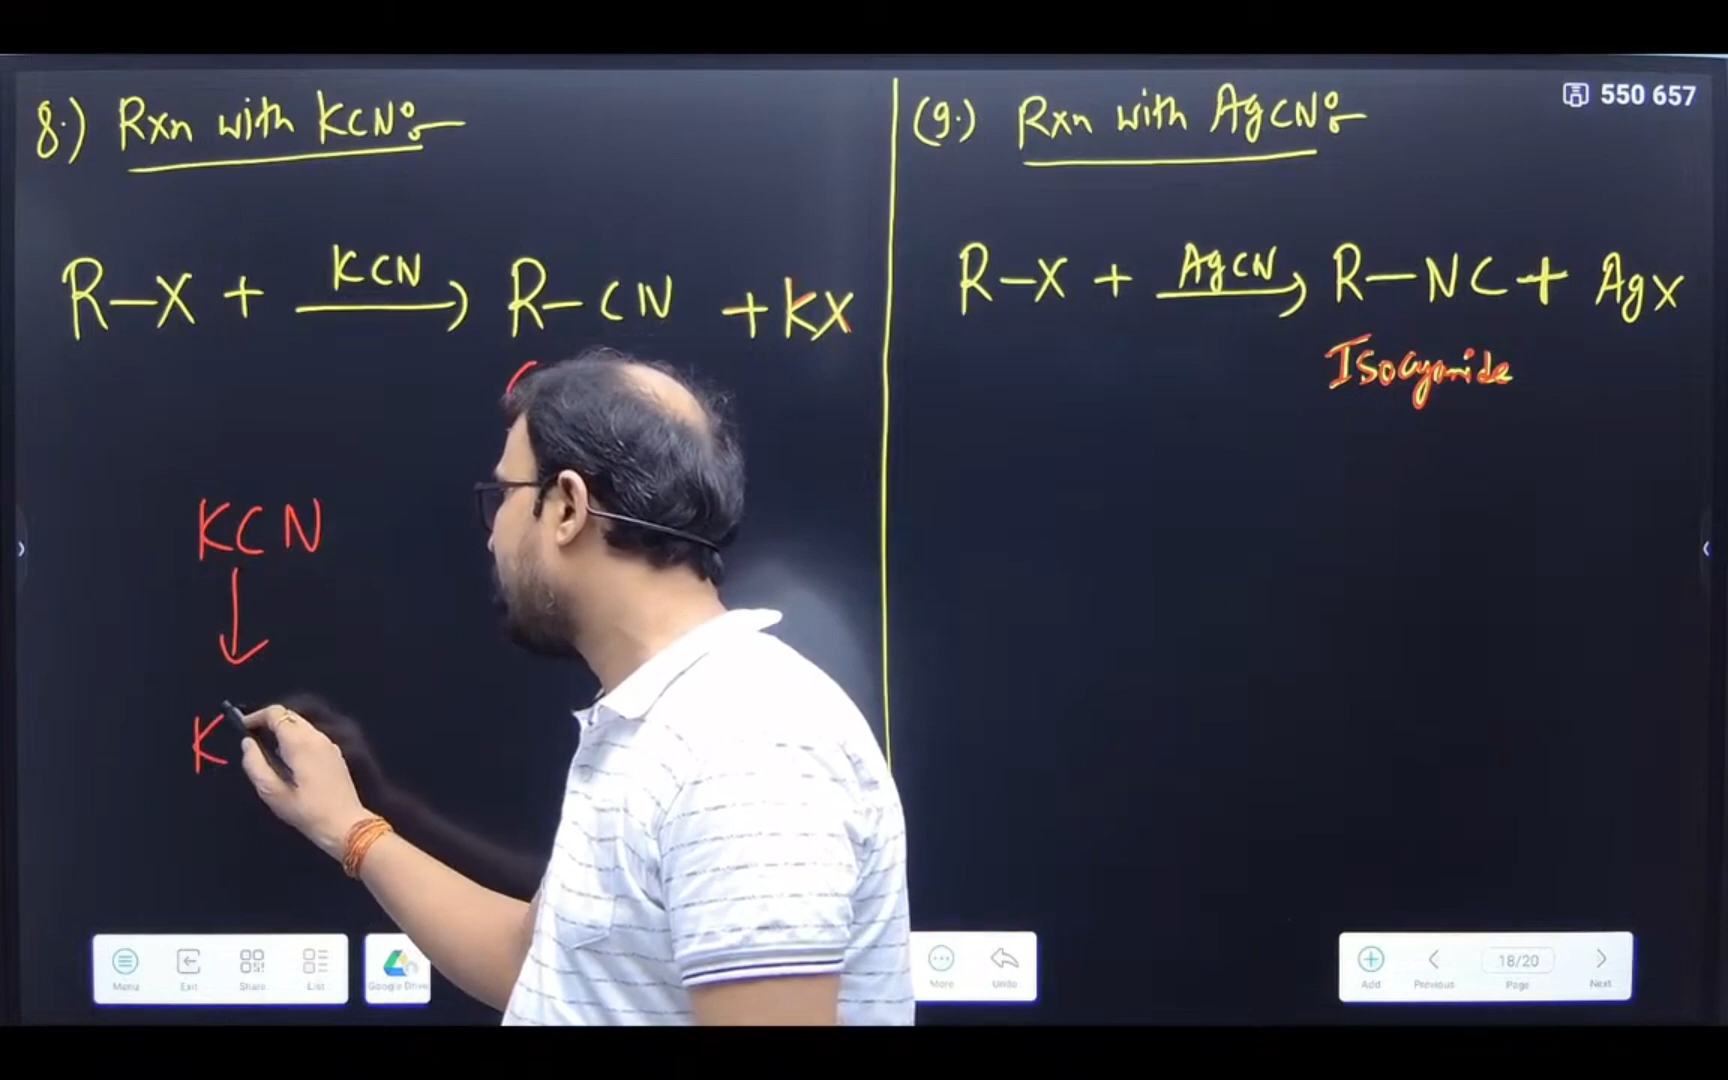 8.) Rxn with KCN:-
R-X + KCN → R-CN + KX
KCN
↓
K
(9.) Rxn with AgCN:-
R-X + AgCN → R-NC + AgX
Isocyanide
550 657
Menu Exit Share List Google Drive More Undo Add Previous 18/20 Page Next